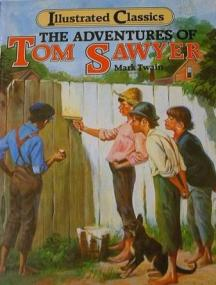 Illustrated Classics
THE ADVENTURES OF
TOM SAWYER
Mark Twain